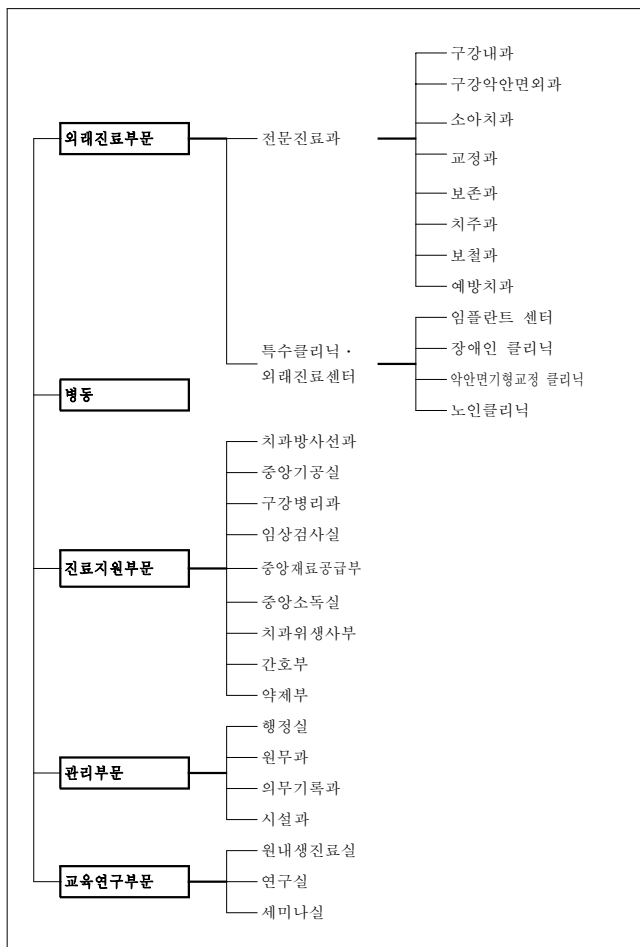 외래진료부문
전문진료과
구강내과
구강악안면외과
소아치과
교정과
보존과
치주과
보철과
예방치과
특수클리닉 ·
외래진료센터
임플란트 센터
장애인 클리닉
악안면기형교정 클리닉
노인클리닉
병동
진료지원부문
치과방사선과
중앙기공실
구강병리과
임상검사실
중앙재료공급부
중앙소독실
치과위생사부
간호부
약제부
관리부문
행정실
원무과
의무기록과
시설과
교육연구부문
원내생진료실
연구실
세미나실